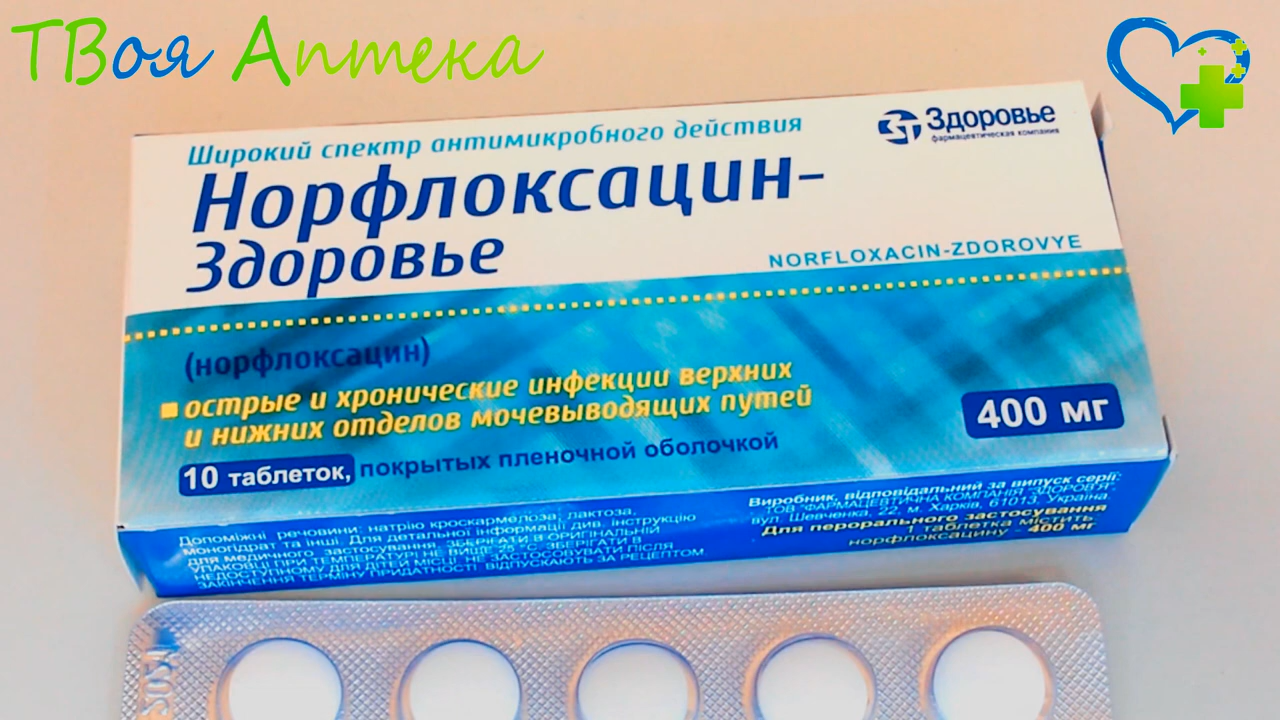 ТВоя Аптека
Здоровье
фармацевтическая компания
Широкий спектр антимикробного действия
Норфлоксацин-
Здоровье
NORFLOXACIN-ZDOROVYE
(норфлоксацин)
острые и хронические инфекции верхних
и нижних отделов мочевыводящих путей
400 мг
10 таблеток, покрытых пленочной оболочкой
Допоміжні речовини: натрію кроскармелоза, лактоза,
моногідрат та інші. Для детальної інформації див. інструкцію
для медичного застосування. ЗБЕРІГАТИ В ОРИГІНАЛЬНІЙ
УПАКОВЦІ ПРИ ТЕМПЕРАТУРІ НЕ ВИЩЕ 25 °C. ЗБЕРІГАТИ В
НЕДОСТУПНОМУ ДЛЯ ДІТЕЙ МІСЦІ. НЕ ЗАСТОСОВУВАТИ ПІСЛЯ
ЗАКІНЧЕННЯ ТЕРМІНУ ПРИДАТНОСТІ. ВІДПУСКАЮТЬ ЗА РЕЦЕПТОМ
Виробник, відповідальний за випуск серії:
ТОВ "ФАРМАЦЕВТИЧНА КОМПАНІЯ "ЗДОРОВ'Я".
вул. Шевченка, 22, м. Харків, 61013, Україна.
Для перорального застосування
1 таблетка містить
норфлоксацину - 400 мг